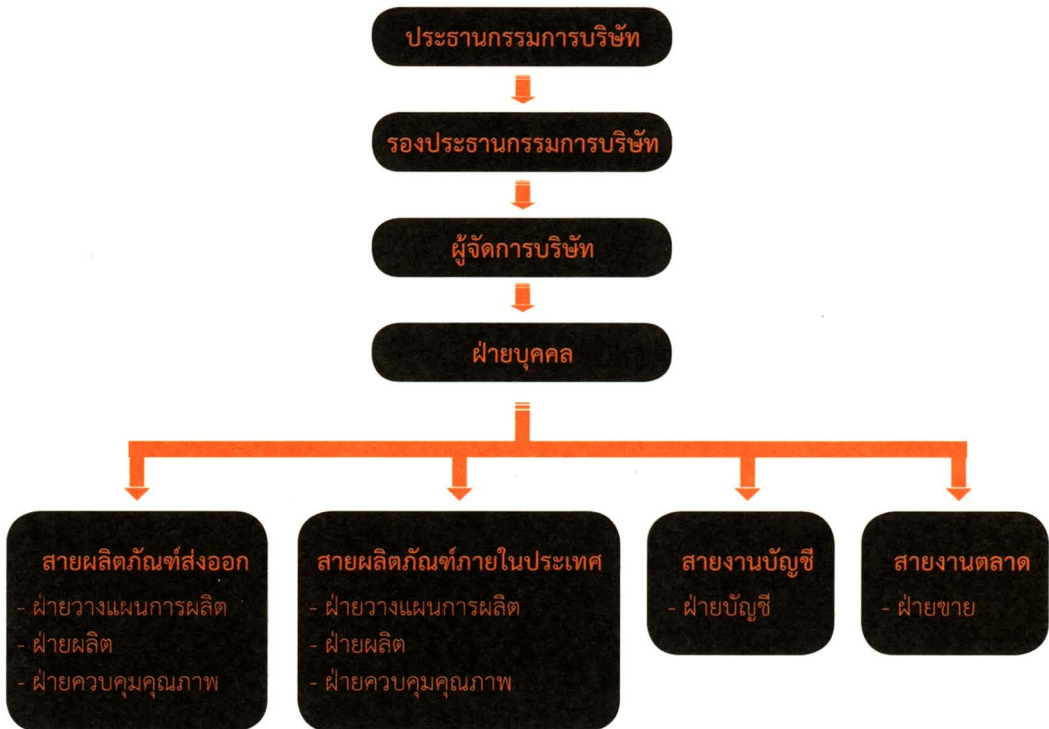 ประธานกรรมการบริษัท
รองประธานกรรมการบริษัท
ผู้จัดการบริษัท
ฝ่ายบุคคล
สายผลิตภัณฑ์ส่งออก
- ฝ่ายวางแผนการผลิต
- ฝ่ายผลิต
- ฝ่ายควบคุมคุณภาพ
สายผลิตภัณฑ์ภายในประเทศ
- ฝ่ายวางแผนการผลิต
- ฝ่ายผลิต
- ฝ่ายควบคุมคุณภาพ
สายงานบัญชี
- ฝ่ายบัญชี
สายงานตลาด
- ฝ่ายขาย